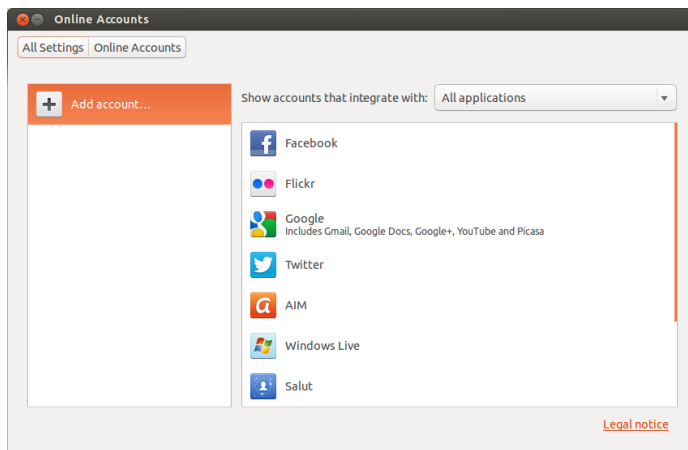 Online Accounts
All Settings Online Accounts
Add account...
Show accounts that integrate with: All applications
Facebook
Flickr
Google
Includes Gmail, Google Docs, Google+, YouTube and Picasa
Twitter
AIM
Windows Live
Salut
Legal notice